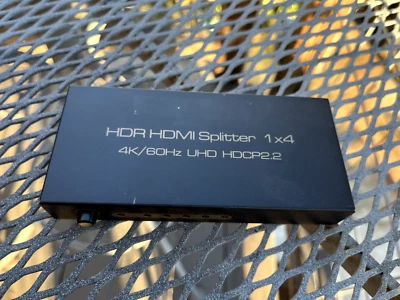 HDR HDMI Splitter 1x4
4K/60Hz UHD HDCP2.2